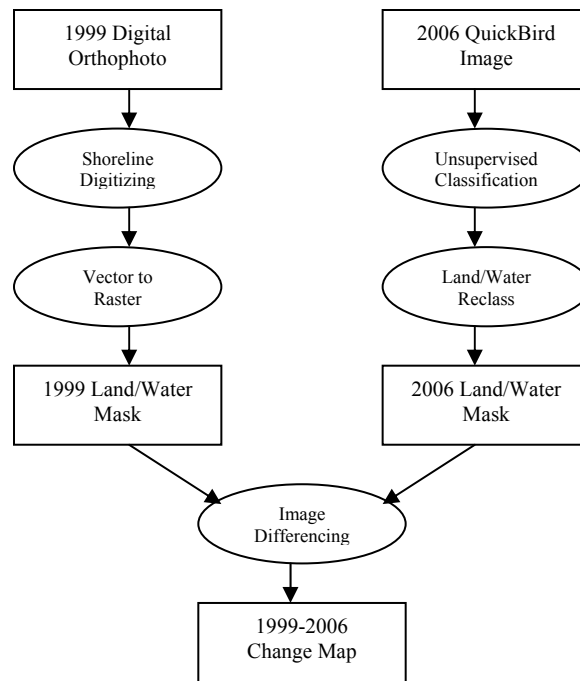 1999 Digital
Orthophoto
2006 QuickBird
Image
Shoreline
Digitizing
Unsupervised
Classification
Vector to
Raster
Land/Water
Reclass
1999 Land/Water
Mask
2006 Land/Water
Mask
Image
Differencing
1999-2006
Change Map